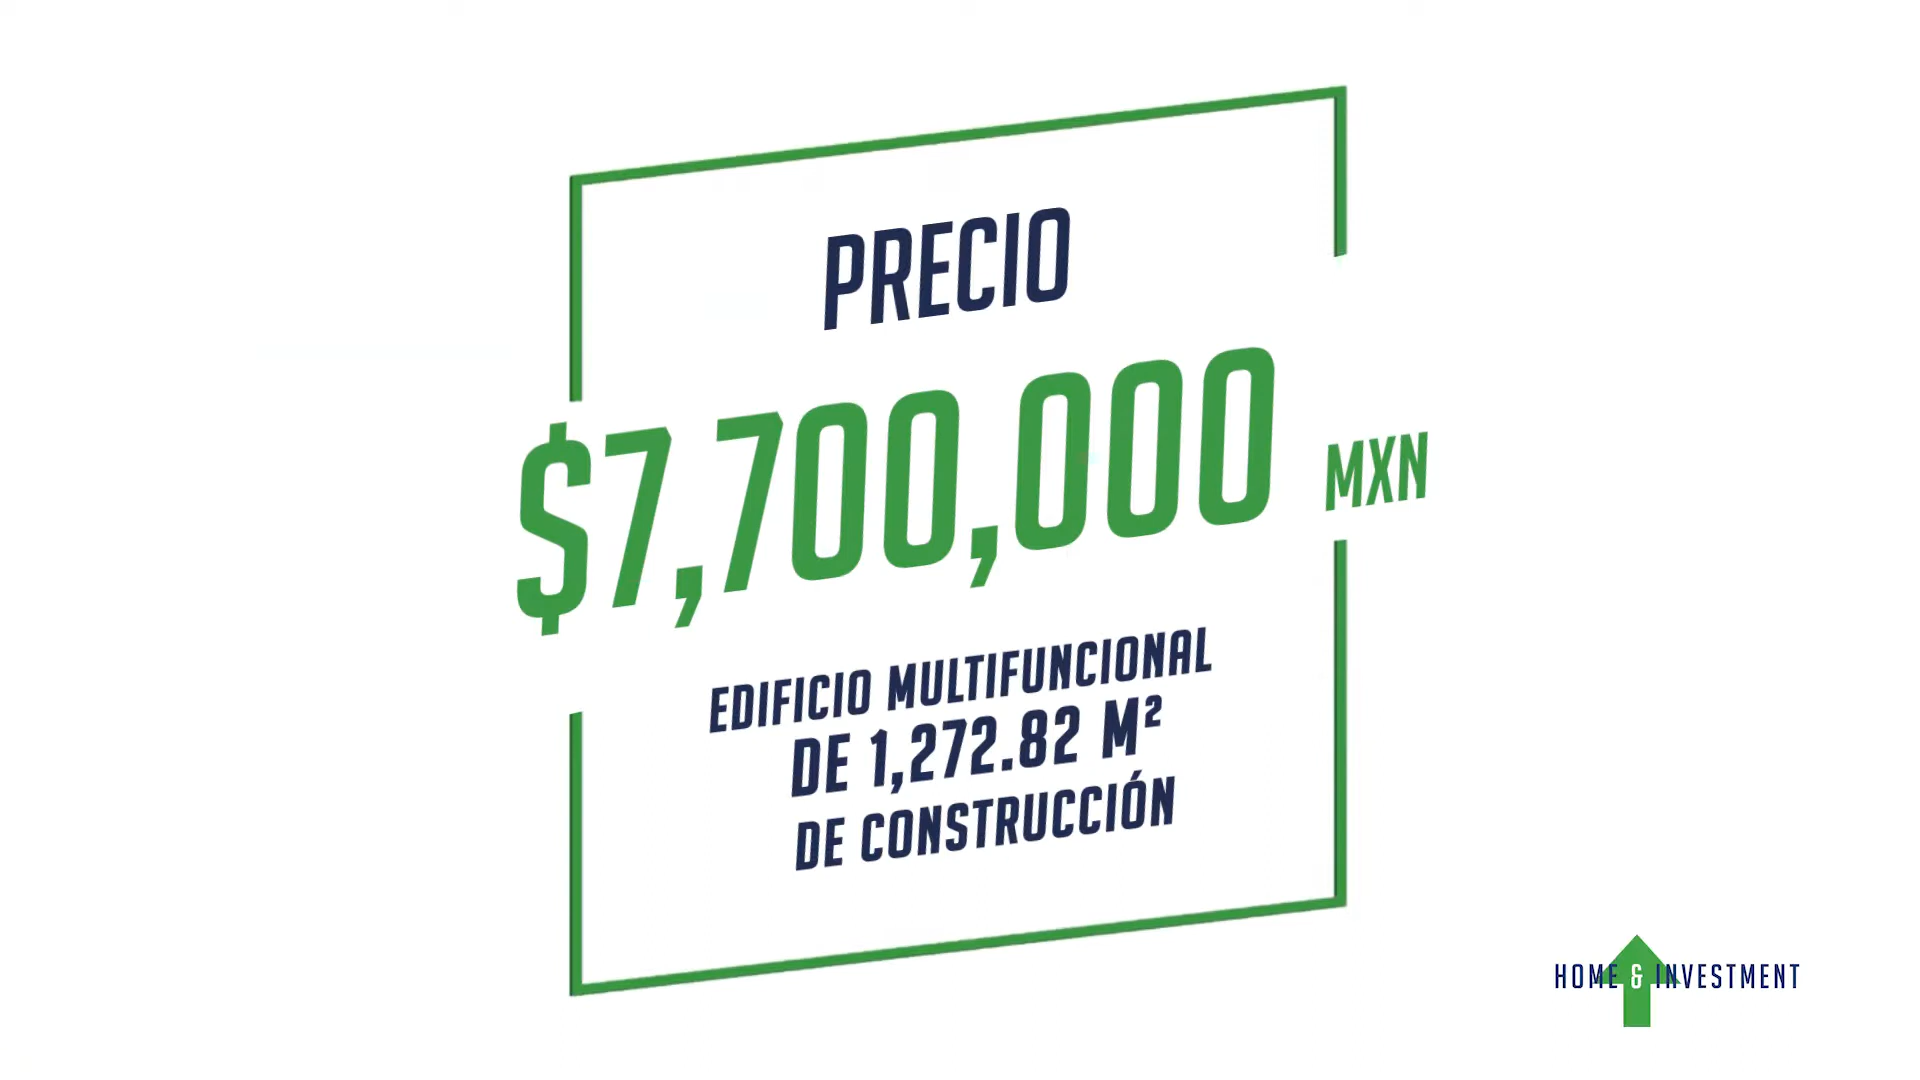 PRECIO
$7,700,000 MXN
EDIFICIO MULTIFUNCIONAL
DE 1,272.82 M²
DE CONSTRUCCIÓN
HOME & INVESTMENT